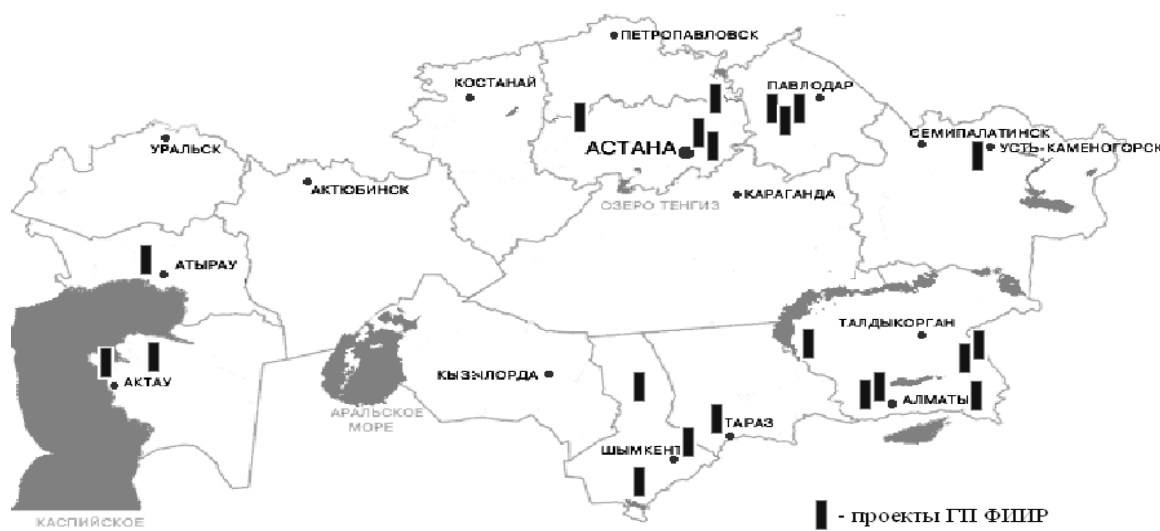 ПЕТРОПАВЛОВСК
КОСТАНАЙ
ПАВЛОДАР
АСТАНА
СЕМИПАЛАТИНСК
УСТЬ-КАМЕНОГОРСК
УРАЛЬСК
АКТЮБИНСК
КАРАГАНДА
ОЗЕРО ТЕНГИЗ
АТЫРАУ
ТАЛДЫКОРГАН
АКТАУ
КЫЗЫЛОРДА
АЛМАТЫ
АРАЛЬСКОЕ
МОРЕ
ТАРАЗ
ШЫМКЕНТ
КАСПИЙСКОЕ
- проекты ГП ФИИР